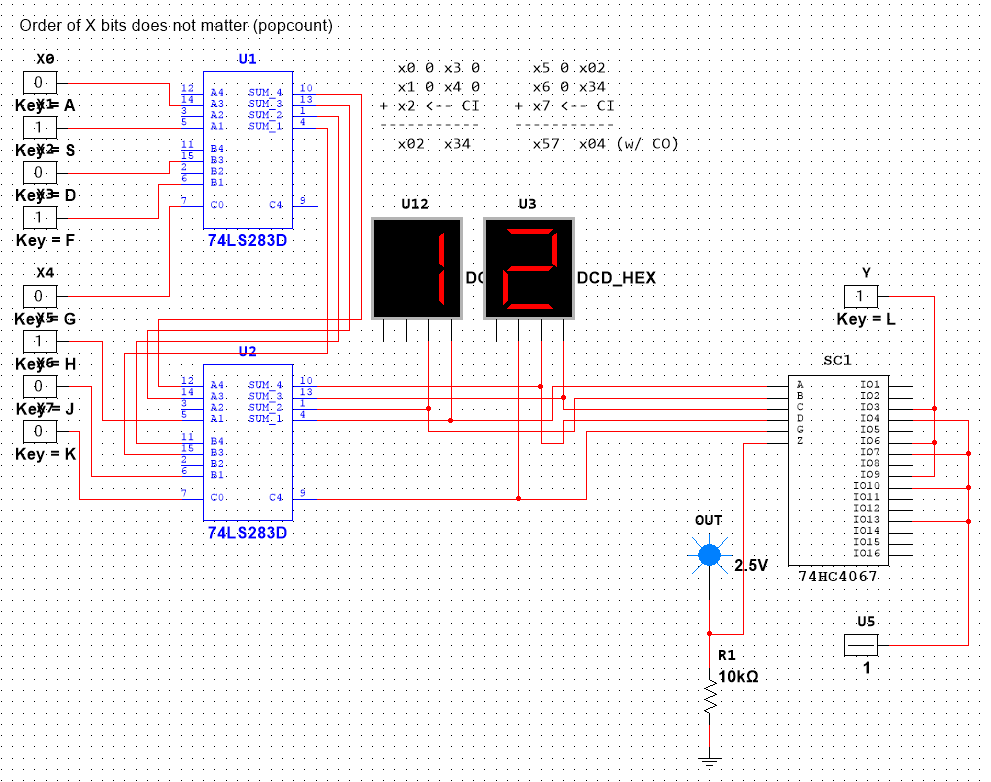 Order of X bits does not matter (popcount)
X0
0
Key = A
X1
1
Key = S
X2
0
Key = D
X3
1
Key = F
X4
0
Key = G
X5
1
Key = H
X6
0
Key = J
X7
0
Key = K
U1
12 A4 SUM_4 10
14 A3 SUM_3 13
3 A2 SUM_2 1
5 A1 SUM_1 4
11 B4
15 B3
2 B2
6 B1
7 C0 C4 9
74LS283D
x0 0 x3 0 x5 0 x02
x1 0 x4 0 x6 0 x34
+ x2 <-- CI + x7 <-- CI
----------- -----------
x02 x34 x57 x04 (w/ CO)
U12 U3
1 2
DCD_HEX
U2
12 A4 SUM_4 10
14 A3 SUM_3 13
3 A2 SUM_2 1
5 A1 SUM_1 4
11 B4
15 B3
2 B2
6 B1
7 C0 C4 9
74LS283D
Y
1
Key = L
SC1
A IO1
B IO2
C IO3
D IO4
G IO5
Z IO6
IO7
IO8
IO9
IO10
IO11
IO12
IO13
IO14
IO15
IO16
74HC4067
OUT
2.5V
U5
1
R1
10kΩ